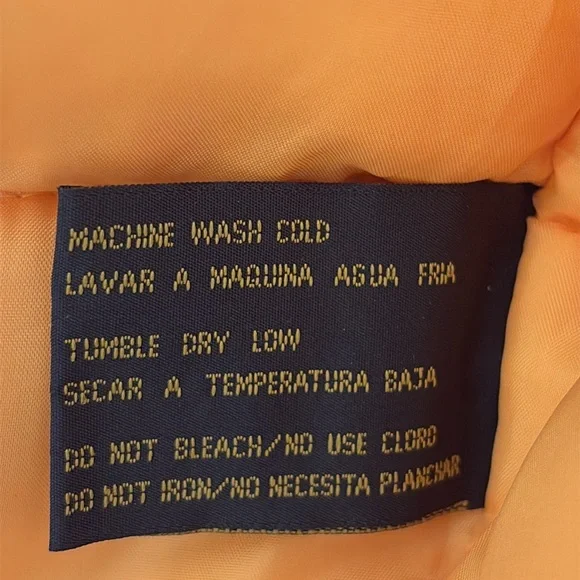 MACHINE WASH COLD
LAVAR A MAQUINA AGUA FRIA
TUMBLE DRY LOW
SECAR A TEMPERATURA BAJA
DO NOT BLEACH/NO USE CLORO
DO NOT IRON/NO NECESITA PLANCHAR